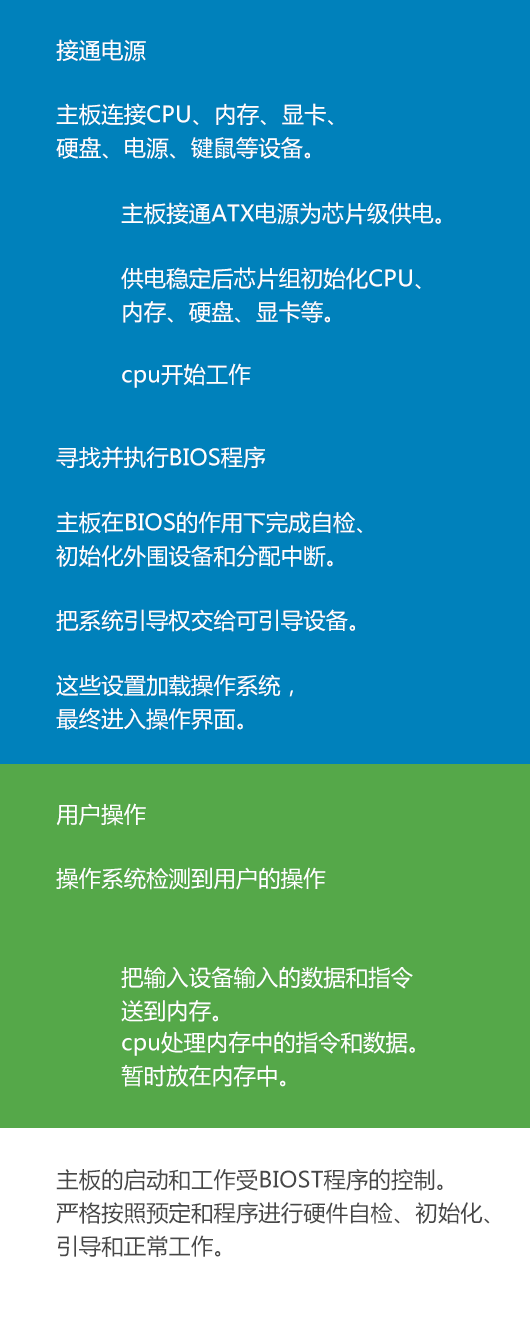 接通电源
主板连接CPU、内存、显卡、
硬盘、电源、键鼠等设备。
主板接通ATX电源为芯片级供电。
供电稳定后芯片组初始化CPU、
内存、硬盘、显卡等。
cpu开始工作
寻找并执行BIOS程序
主板在BIOS的作用下完成自检、
初始化外围设备和分配中断。
把系统引导权交给可引导设备。
这些设置加载操作系统，
最终进入操作界面。
用户操作
操作系统检测到用户的操作
把输入设备输入的数据和指令
送到内存。
cpu处理内存中的指令和数据。
暂时放在内存中。
主板的启动和工作受BIOST程序的控制。
严格按照预定和程序进行硬件自检、初始化、
引导和正常工作。